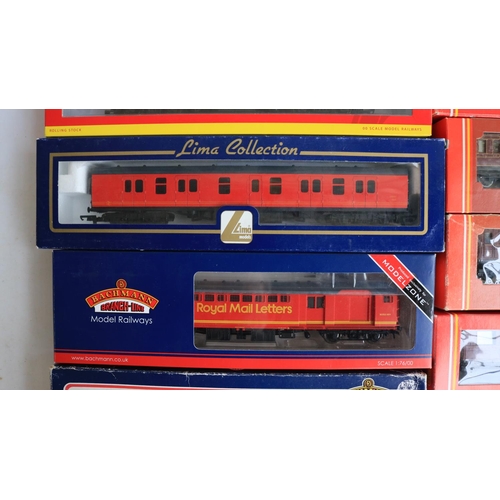 ROLLING STOCK
00 SCALE MODEL RAILWAYS
Lima Collection
Lima
models
BACHMANN
BRANCH-LINE
Model Railways
Royal Mail Letters
MODELZONE
www.bachmann.co.uk
SCALE 1:76/OO